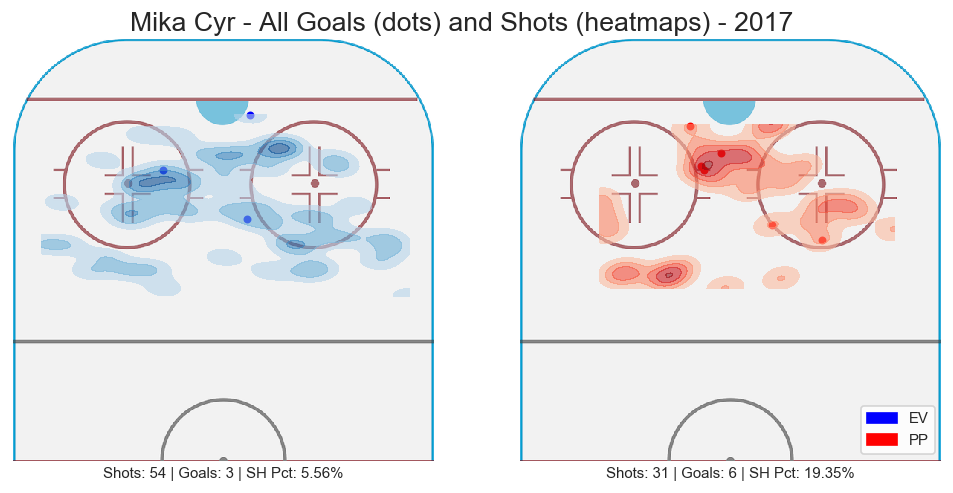 Mika Cyr - All Goals (dots) and Shots (heatmaps) - 2017
EV
PP
Shots: 54 | Goals: 3 | SH Pct: 5.56%
Shots: 31 | Goals: 6 | SH Pct: 19.35%